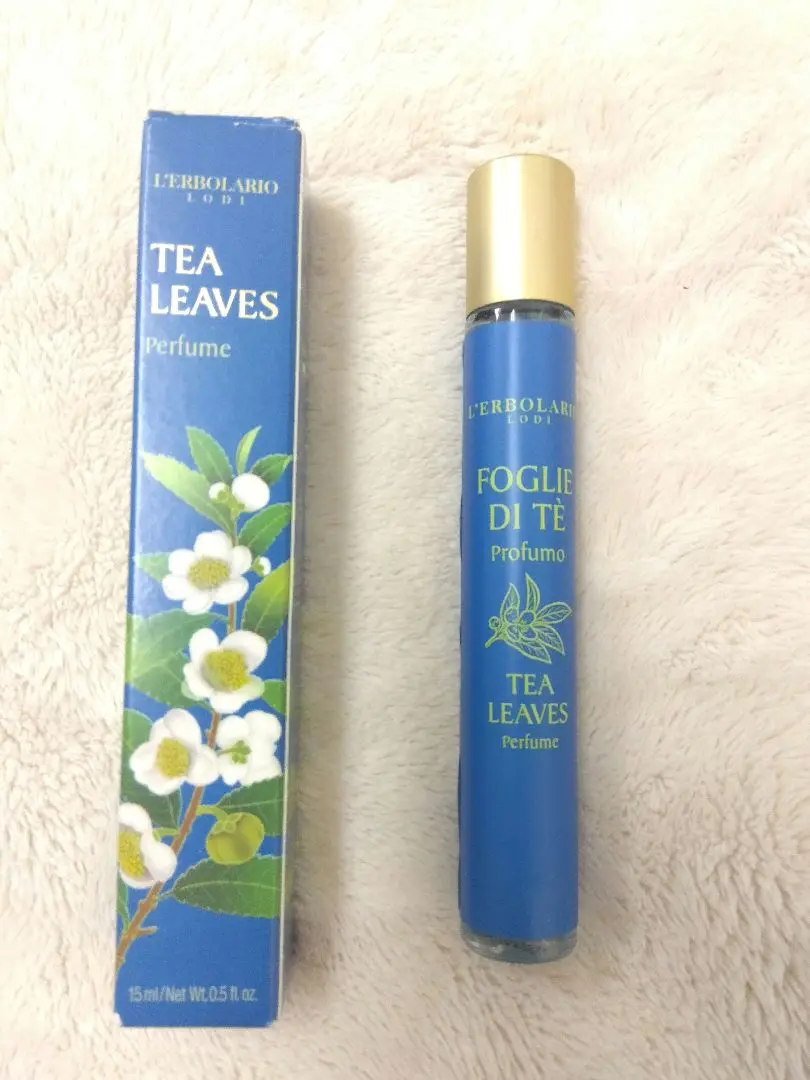 L'ERBOLARIO
LODI
TEA
LEAVES
Perfume
15 ml/Net Wt. 0.5 fl. oz.
L'ERBOLARI
LODI
FOGLIE
DI TÈ
Profumo
TEA
LEAVES
Perfume